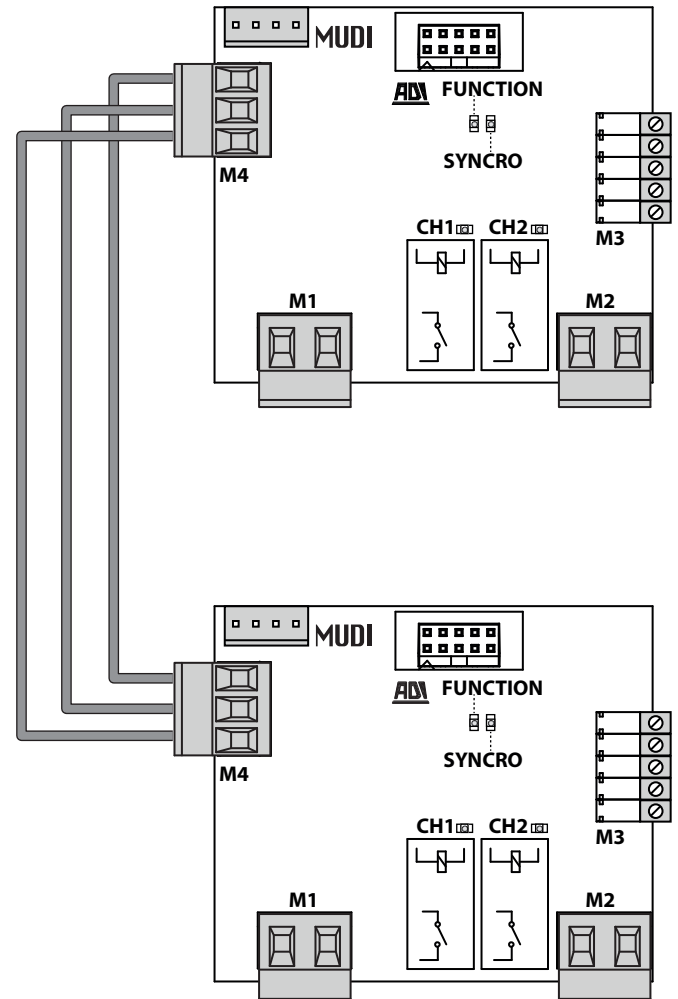 MUDI
ADI FUNCTION
SYNCRO
M4
CH1 CH2
M3
M1 M2
MUDI
ADI FUNCTION
SYNCRO
M4
CH1 CH2
M3
M1 M2